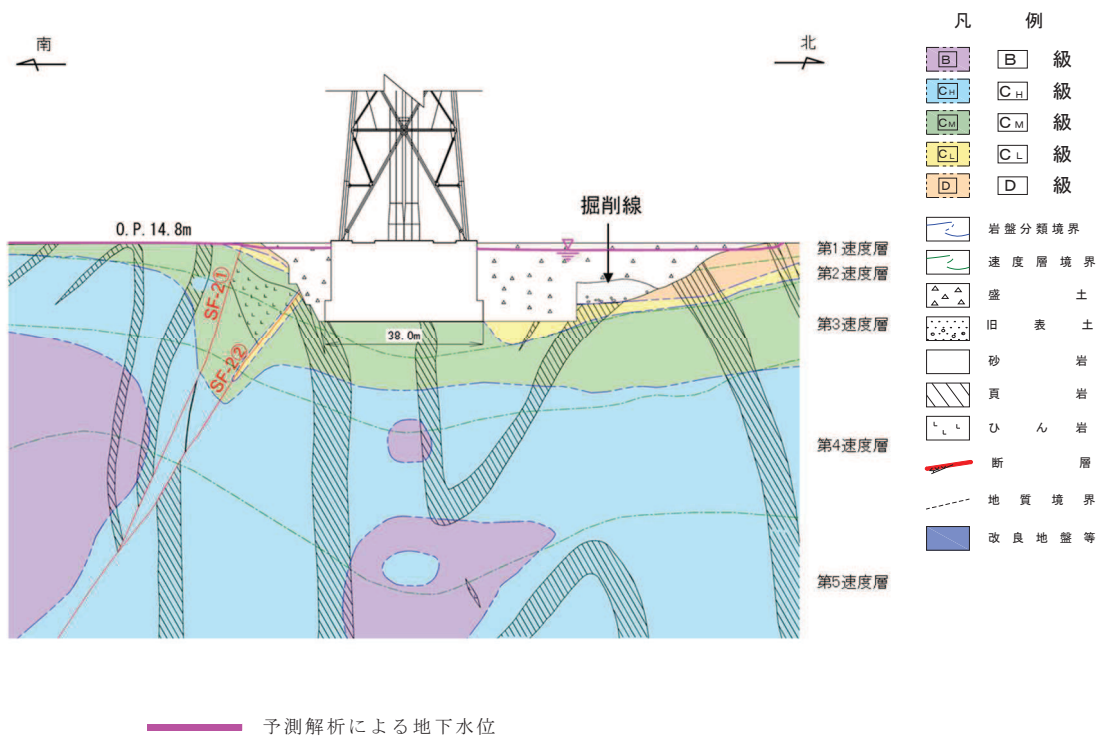 南
北
O.P.14.8m
掘削線
SF-2①
SF-2②
38.0m
第1速度層
第2速度層
第3速度層
第4速度層
第5速度層
凡 例
B B 級
CH CH 級
CM CM 級
CL CL 級
D D 級
岩盤分類境界
速度層境界
盛土
旧表土
砂岩
頁岩
ひん岩
断層
地質境界
改良地盤等
予測解析による地下水位